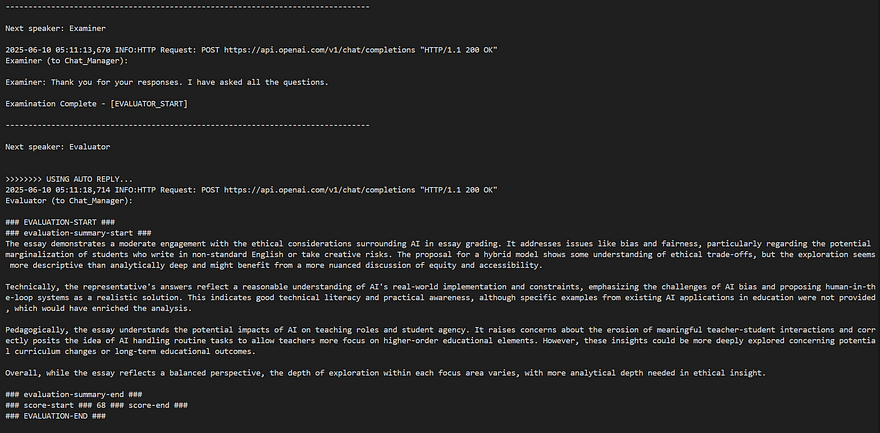 --------------------------------------------------------------------------------
Next speaker: Examiner
2025-06-10 05:11:13,670 INFO:HTTP Request: POST https://api.openai.com/v1/chat/completions "HTTP/1.1 200 OK"
Examiner (to Chat_Manager):
Examiner: Thank you for your responses. I have asked all the questions.
Examination Complete - [EVALUATOR_START]
--------------------------------------------------------------------------------
Next speaker: Evaluator
>>>>>>>> USING AUTO REPLY...
2025-06-10 05:11:18,714 INFO:HTTP Request: POST https://api.openai.com/v1/chat/completions "HTTP/1.1 200 OK"
Evaluator (to Chat_Manager):
### EVALUATION-START ###
### evaluation-summary-start ###
The essay demonstrates a moderate engagement with the ethical considerations surrounding AI in essay grading. It addresses issues like bias and fairness, particularly regarding the potential
marginalization of students who write in non-standard English or take creative risks. The proposal for a hybrid model shows some understanding of ethical trade-offs, but the exploration seems
more descriptive than analytically deep and might benefit from a more nuanced discussion of equity and accessibility.
Technically, the representative's answers reflect a reasonable understanding of AI's real-world implementation and constraints, emphasizing the challenges of AI bias and proposing human-in-th
e-loop systems as a realistic solution. This indicates good technical literacy and practical awareness, although specific examples from existing AI applications in education were not provided
, which would have enriched the analysis.
Pedagogically, the essay understands the potential impacts of AI on teaching roles and student agency. It raises concerns about the erosion of meaningful teacher-student interactions and corr
ectly posits the idea of AI handling routine tasks to allow teachers more focus on higher-order educational elements. However, these insights could be more deeply explored concerning potentia
l curriculum changes or long-term educational outcomes.
Overall, while the essay reflects a balanced perspective, the depth of exploration within each focus area varies, with more analytical depth needed in ethical insight.
### evaluation-summary-end ###
### score-start ### 68 ### score-end ###
### EVALUATION-END ###